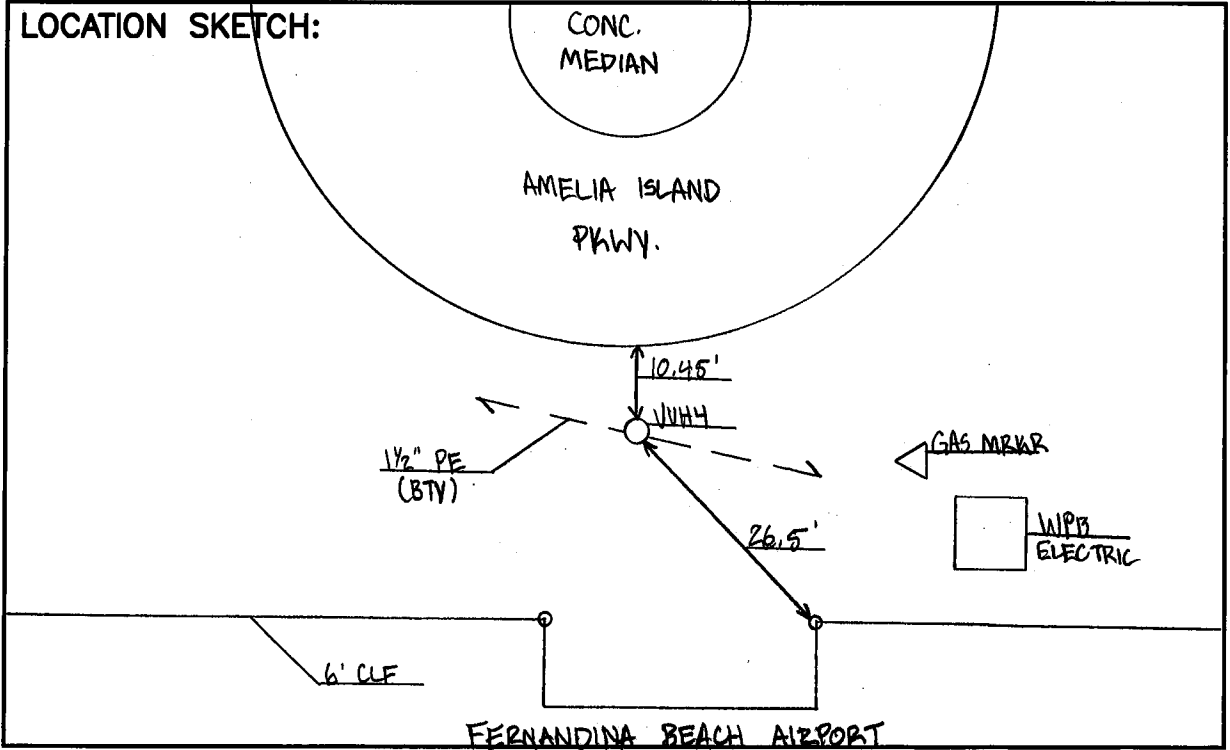 LOCATION SKETCH:
CONC.
MEDIAN
AMELIA ISLAND
PKWY.
10.45'
VVH4
1½" PE
(BTV)
GAS MRKR
26.5'
WPB
ELECTRIC
6' CLF
FERNANDINA BEACH AIRPORT